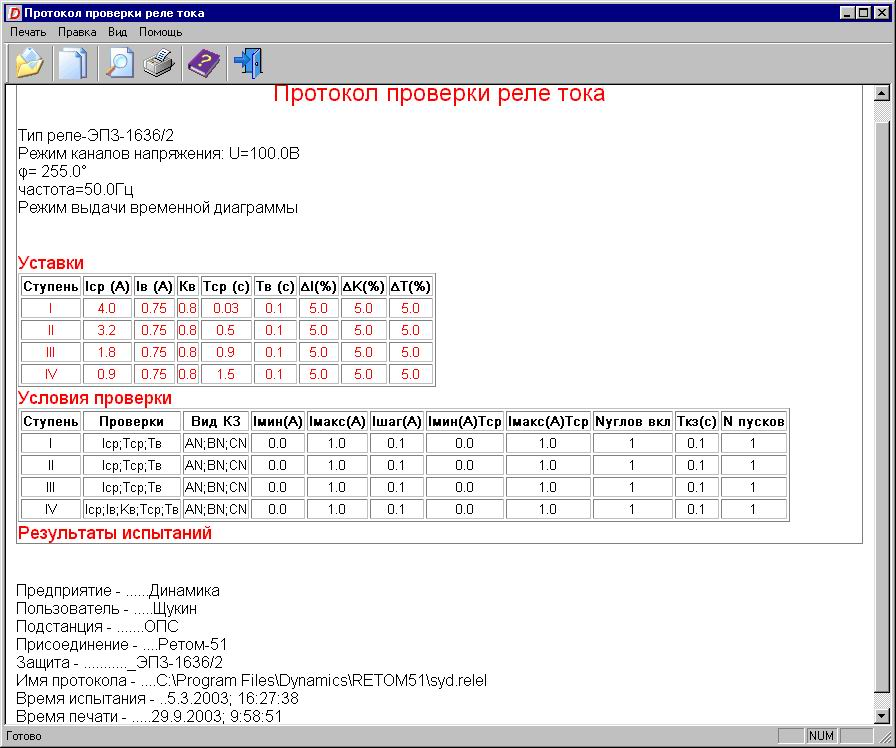 Протокол проверки реле тока
Печать Правка Вид Помощь
Протокол проверки реле тока
Тип реле-ЭПЗ-1636/2
Режим каналов напряжения: U=100.0В
φ= 255.0°
частота=50.0Гц
Режим выдачи временной диаграммы
Уставки
Ступень Iср (А) Iв (А) Кв Тср (с) Тв (с) ΔI(%) ΔК(%) ΔТ(%)
I 4.0 0.75 0.8 0.03 0.1 5.0 5.0 5.0
II 3.2 0.75 0.8 0.5 0.1 5.0 5.0 5.0
III 1.8 0.75 0.8 0.9 0.1 5.0 5.0 5.0
IV 0.9 0.75 0.8 1.5 0.1 5.0 5.0 5.0
Условия проверки
Ступень Проверки Вид КЗ Iмин(А) Iмакс(А) Iшаг(А) Iмин(А)Тср Iмакс(А)Тср Nуглов вкл Ткз(с) N пусков
I Iср;Тср;Тв AN;BN;CN 0.0 1.0 0.1 0.0 1.0 1 0.1 1
II Iср;Тср;Тв AN;BN;CN 0.0 1.0 0.1 0.0 1.0 1 0.1 1
III Iср;Тср;Тв AN;BN;CN 0.0 1.0 0.1 0.0 1.0 1 0.1 1
IV Iср;Iв;Кв;Тср;Тв AN;BN;CN 0.0 1.0 0.1 0.0 1.0 1 0.1 1
Результаты испытаний
Предприятие - ......Динамика
Пользователь - .....Щукин
Подстанция - .......ОПС
Присоединение - ....Ретом-51
Защита - .........._ЭПЗ-1636/2
Имя протокола - ....C:\Program Files\Dynamics\RETOM51\syd.relel
Время испытания - ..5.3.2003; 16:27:38
Время печати - .....29.9.2003; 9:58:51
Готово NUM